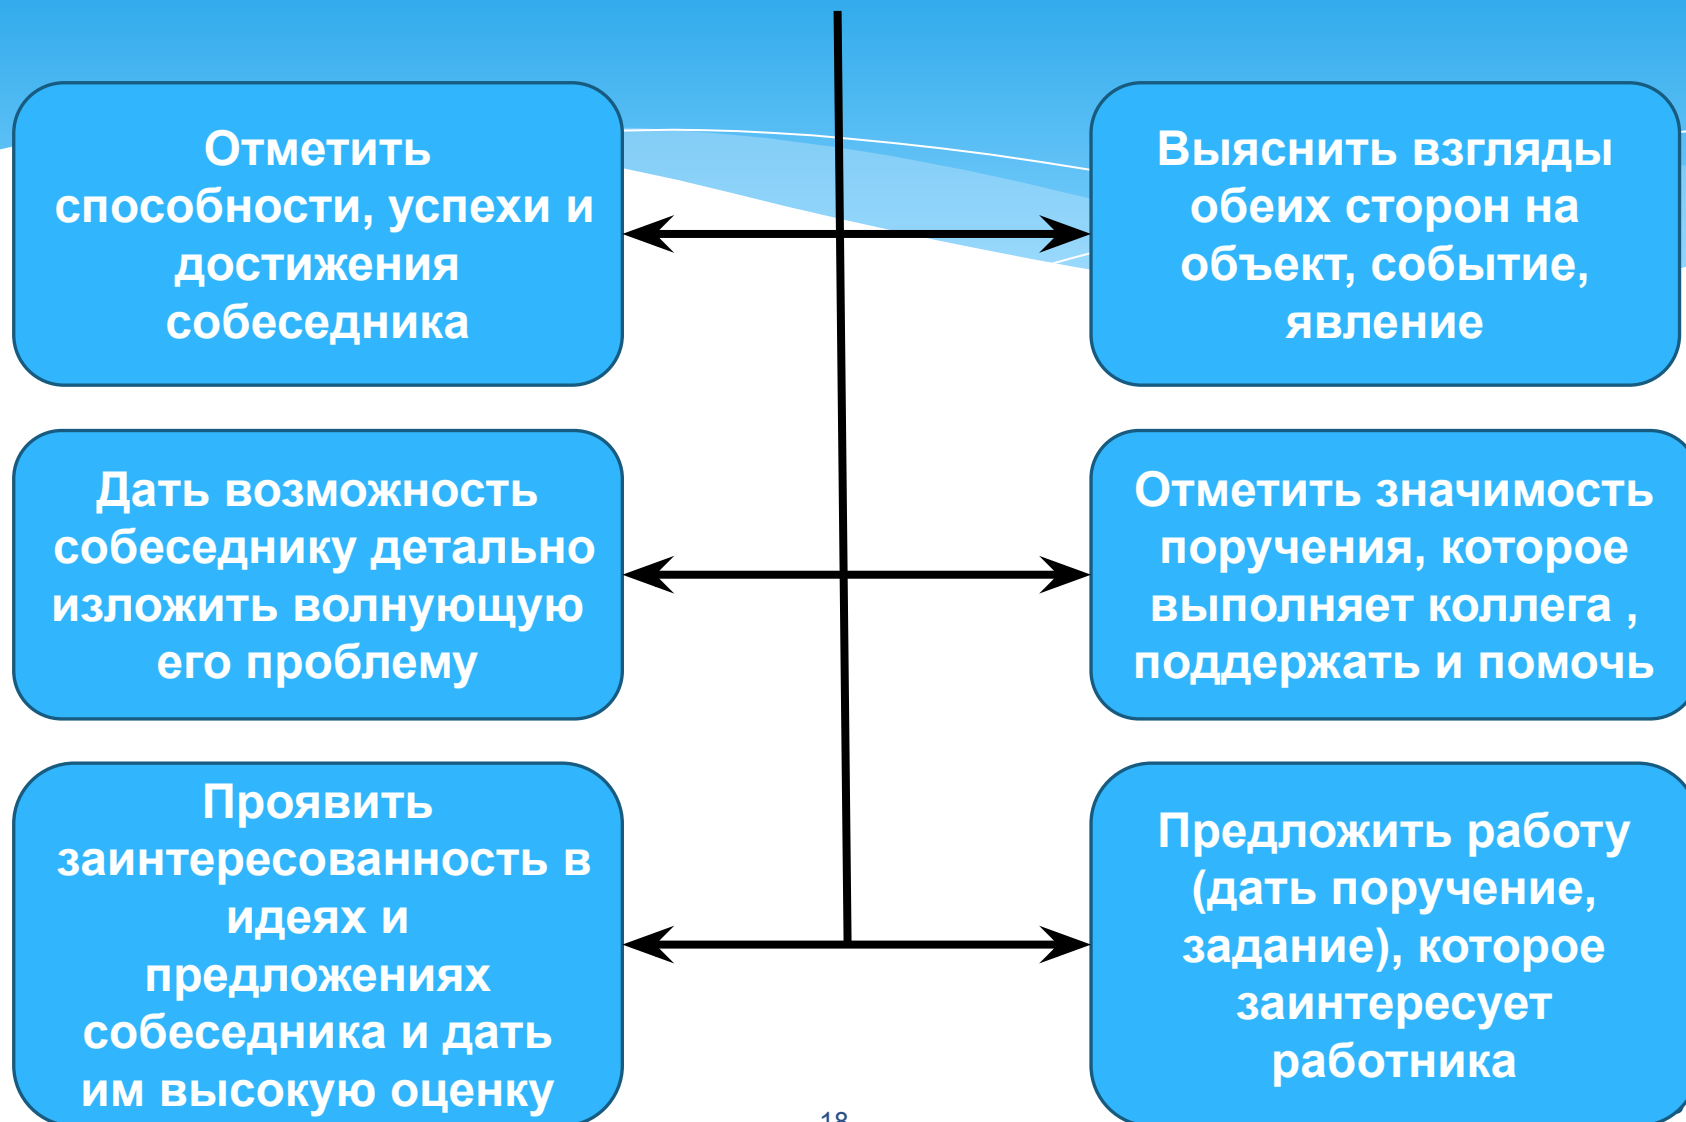 Отметить
способности, успехи и
достижения
собеседника
Выяснить взгляды
обеих сторон на
объект, событие,
явление
Дать возможность
собеседнику детально
изложить волнующую
его проблему
Отметить значимость
поручения, которое
выполняет коллега ,
поддержать и помочь
Проявить
заинтересованность в
идеях и
предложениях
собеседника и дать
им высокую оценку
Предложить работу
(дать поручение,
задание), которое
заинтересует
работника
18